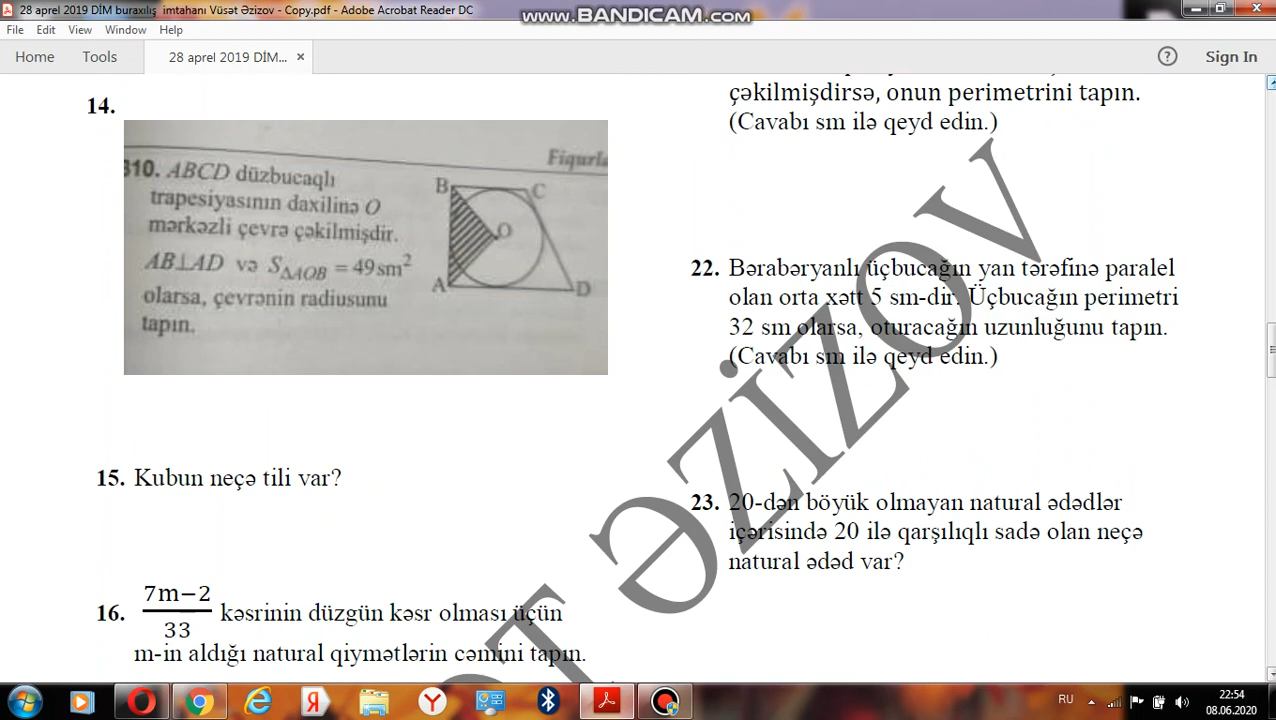 28 aprel 2019 DİM buraxılış imtahanı Vüsət Əzizov - Copy.pdf - Adobe Acrobat Reader DC
WWW.BANDICAM.COM
File Edit View Window Help
Home Tools 28 aprel 2019 DİM... × Sign In
14.
Fiqurla
310. ABCD düzbucaqlı
trapesiyasının daxilinə O
mərkəzli çevrə çəkilmişdir.
AB⊥AD və S△AOB = 49 sm²
olarsa, çevrənin radiusunu
tapın.
B C
O
A D
15. Kubun neçə tili var?
16. (7m−2)/33 kəsrinin düzgün kəsr olması üçün
m-in aldığı natural qiymətlərin cəmini tapın.
çəkilmişdirsə, onun perimetrini tapın.
(Cavabı sm ilə qeyd edin.)
22. Bərabəryanlı üçbucağın yan tərəfinə paralel
olan orta xətt 5 sm-dir. Üçbucağın perimetri
32 sm olarsa, oturacağın uzunluğunu tapın.
(Cavabı sm ilə qeyd edin.)
23. 20-dən böyük olmayan natural ədədlər
içərisində 20 ilə qarşılıqlı sadə olan neçə
natural ədəd var?
T ƏZİZOV
RU
22:54
08.06.2020